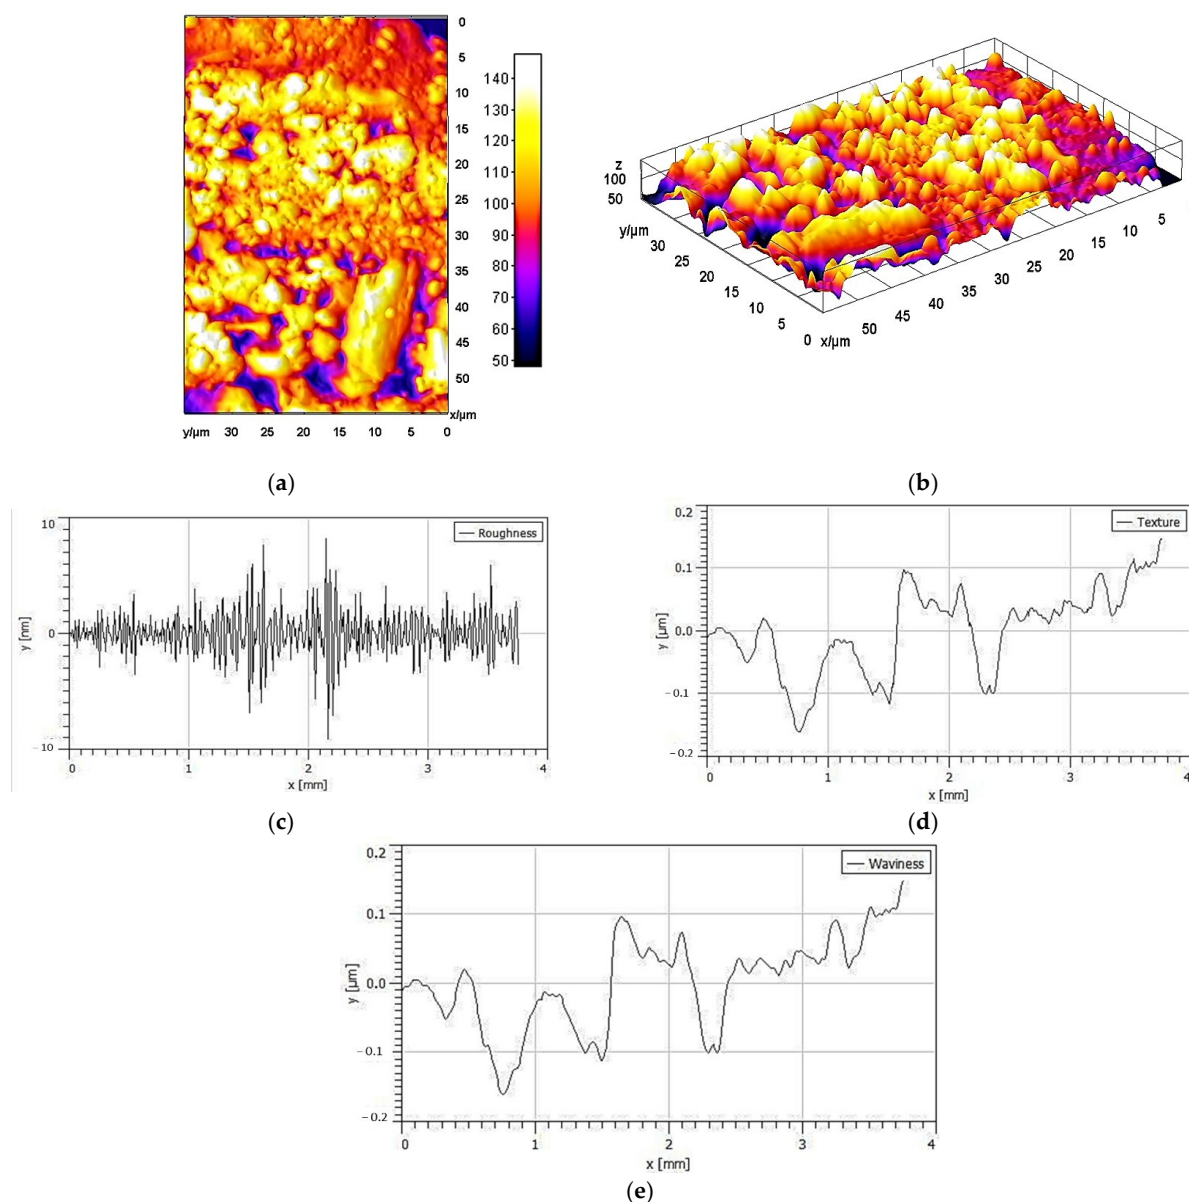 0
5
10
15
20
25
30
35
40
45
50
x/µm
y/µm 30 25 20 15 10 5 0
140
130
120
110
100
90
80
70
60
50
z
100
50
y/µm
30
25
20
15
10
5
0 x/µm
50
45
40
35
30
25
20
15
10
5
(a)
(b)
10
0
−10
y [nm]
Roughness
0 1 2 3 4
x [mm]
(c)
0.2
0.1
0.0
−0.1
−0.2
y [µm]
Texture
0 1 2 3 4
x [mm]
(d)
0.2
0.1
0.0
−0.1
−0.2
y [µm]
Waviness
0 1 2 3 4
x [mm]
(e)